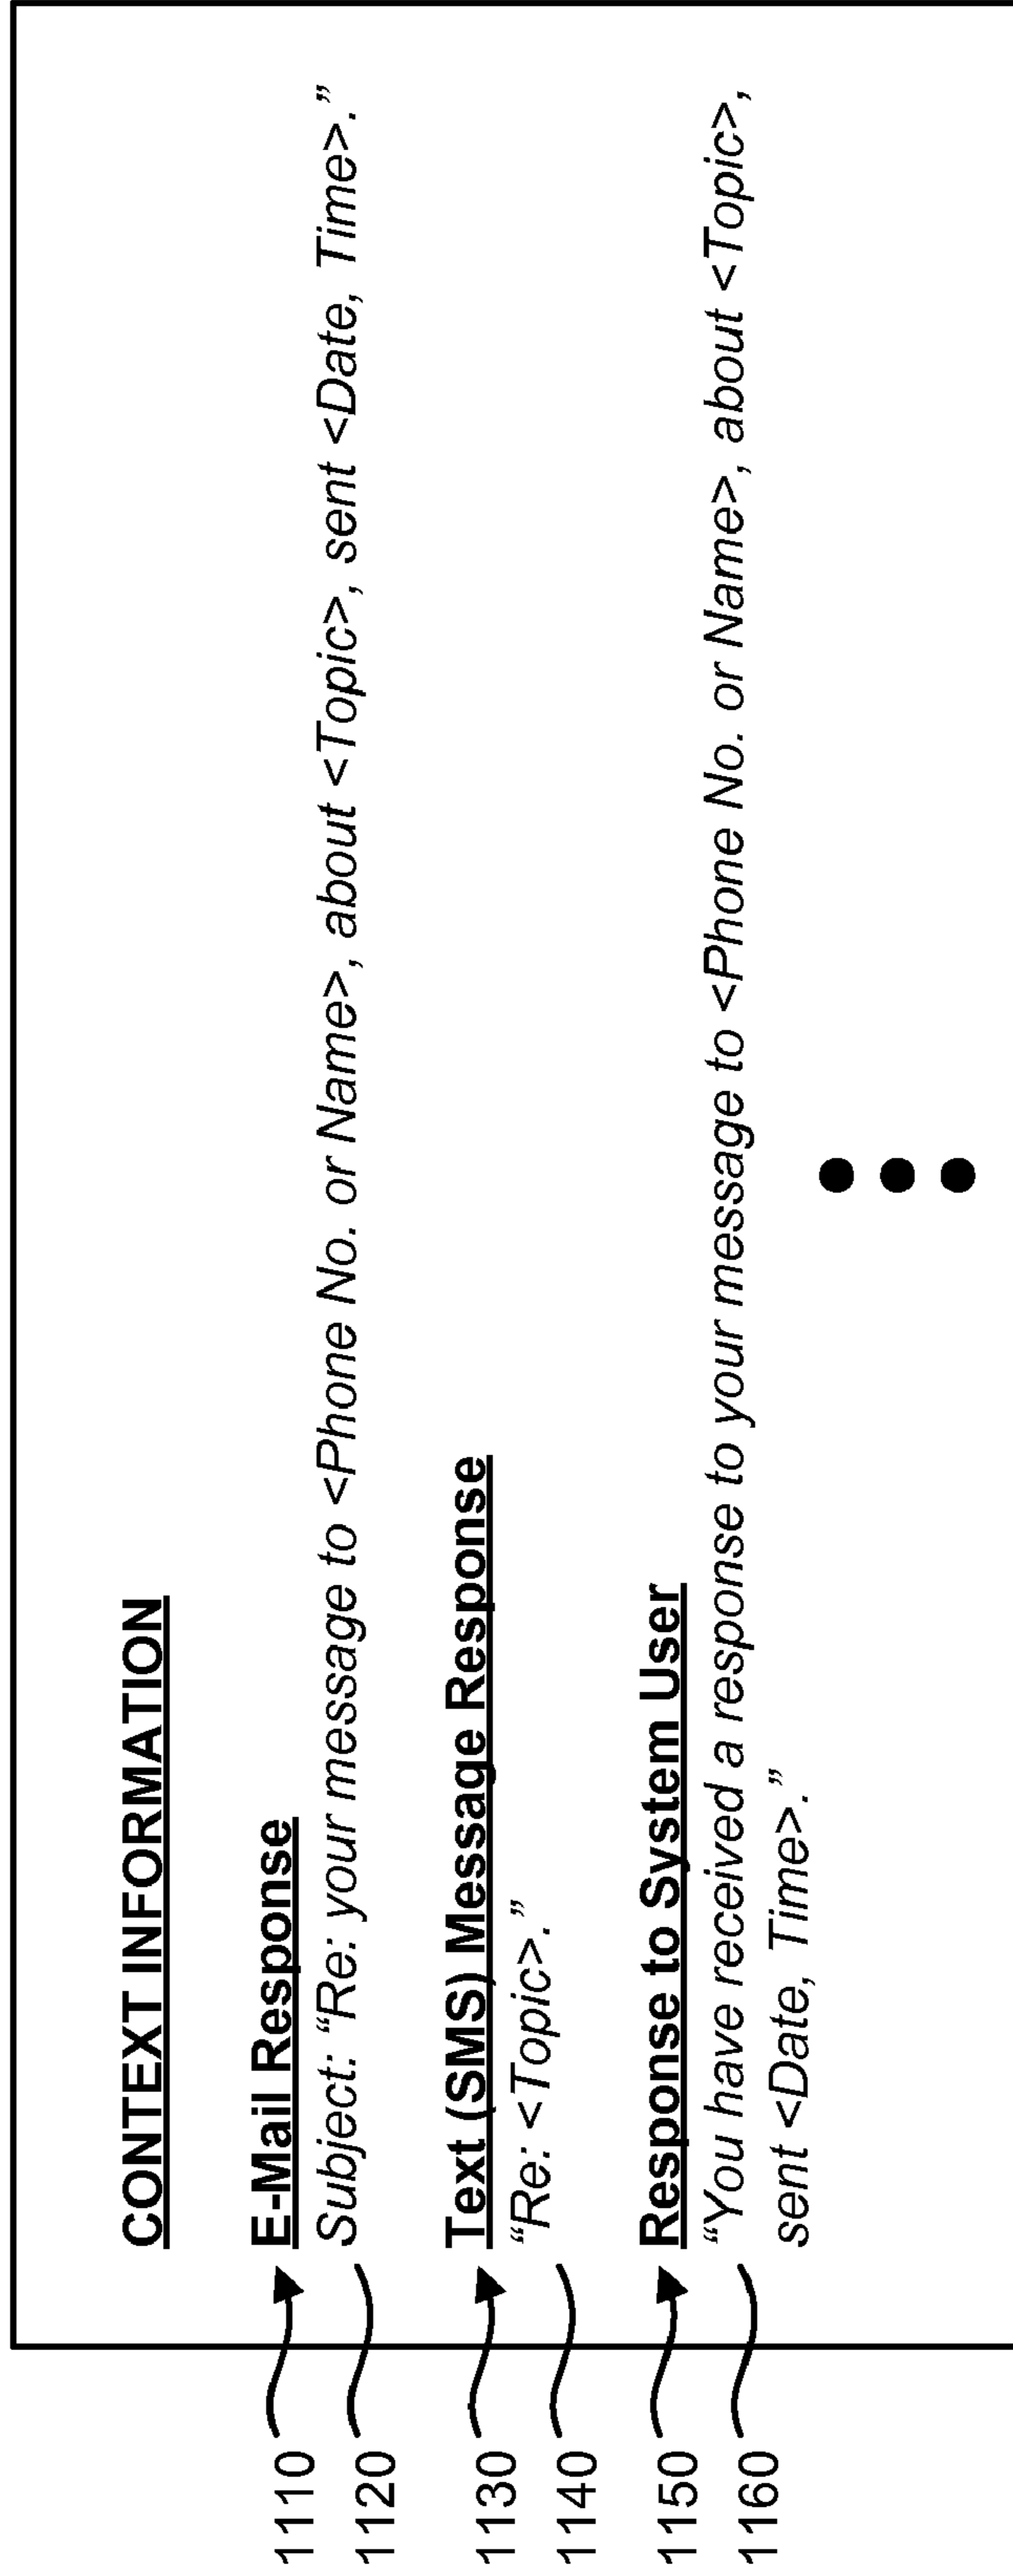 CONTEXT INFORMATION
1110
E-Mail Response
1120
Subject: “Re: your message to <Phone No. or Name>, about <Topic>, sent <Date, Time>.”
1130
Text (SMS) Message Response
1140
“Re: <Topic>.”
1150
Response to System User
1160
“You have received a response to your message to <Phone No. or Name>, about <Topic>,
sent <Date, Time>.”